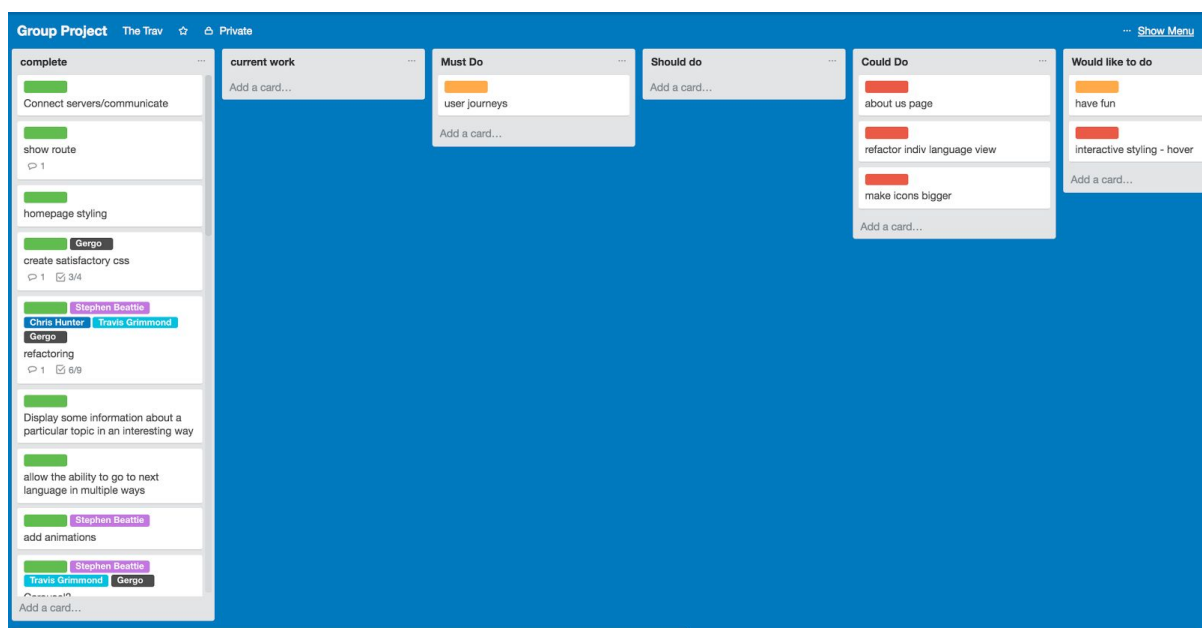 Group Project The Trav Private ... Show Menu
complete ...
Connect servers/communicate
show route
1
homepage styling
Gergo
create satisfactory css
1 3/4
Stephen Beattie
Chris Hunter Travis Grimmond
Gergo
refactoring
1 6/9
Display some information about a
particular topic in an interesting way
allow the ability to go to next
language in multiple ways
Stephen Beattie
add animations
Stephen Beattie
Travis Grimmond Gergo
Add a card...
current work ...
Add a card...
Must Do ...
user journeys
Add a card...
Should do ...
Add a card...
Could Do ...
about us page
refactor indiv language view
make icons bigger
Add a card...
Would like to do
have fun
interactive styling - hover
Add a card...